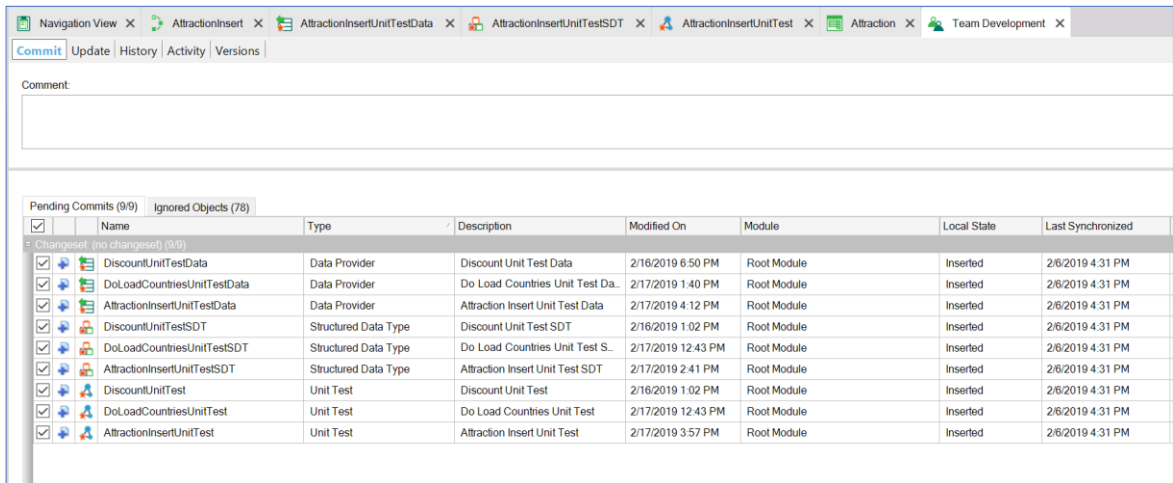 Navigation View X AttractionInsert X AttractionInsertUnitTestData X AttractionInsertUnitTestSDT X AttractionInsertUnitTest X Attraction X Team Development X
Commit Update History Activity Versions
Comment:
Pending Commits (9/9) Ignored Objects (78)
Name Type Description Modified On Module Local State Last Synchronized
Changeset: (no changeset) (9/9)
DiscountUnitTestData Data Provider Discount Unit Test Data 2/16/2019 6:50 PM Root Module Inserted 2/6/2019 4:31 PM
DoLoadCountriesUnitTestData Data Provider Do Load Countries Unit Test Da... 2/17/2019 1:40 PM Root Module Inserted 2/6/2019 4:31 PM
AttractionInsertUnitTestData Data Provider Attraction Insert Unit Test Data 2/17/2019 4:12 PM Root Module Inserted 2/6/2019 4:31 PM
DiscountUnitTestSDT Structured Data Type Discount Unit Test SDT 2/16/2019 1:02 PM Root Module Inserted 2/6/2019 4:31 PM
DoLoadCountriesUnitTestSDT Structured Data Type Do Load Countries Unit Test S... 2/17/2019 12:43 PM Root Module Inserted 2/6/2019 4:31 PM
AttractionInsertUnitTestSDT Structured Data Type Attraction Insert Unit Test SDT 2/17/2019 2:41 PM Root Module Inserted 2/6/2019 4:31 PM
DiscountUnitTest Unit Test Discount Unit Test 2/16/2019 1:02 PM Root Module Inserted 2/6/2019 4:31 PM
DoLoadCountriesUnitTest Unit Test Do Load Countries Unit Test 2/17/2019 12:43 PM Root Module Inserted 2/6/2019 4:31 PM
AttractionInsertUnitTest Unit Test Attraction Insert Unit Test 2/17/2019 3:57 PM Root Module Inserted 2/6/2019 4:31 PM